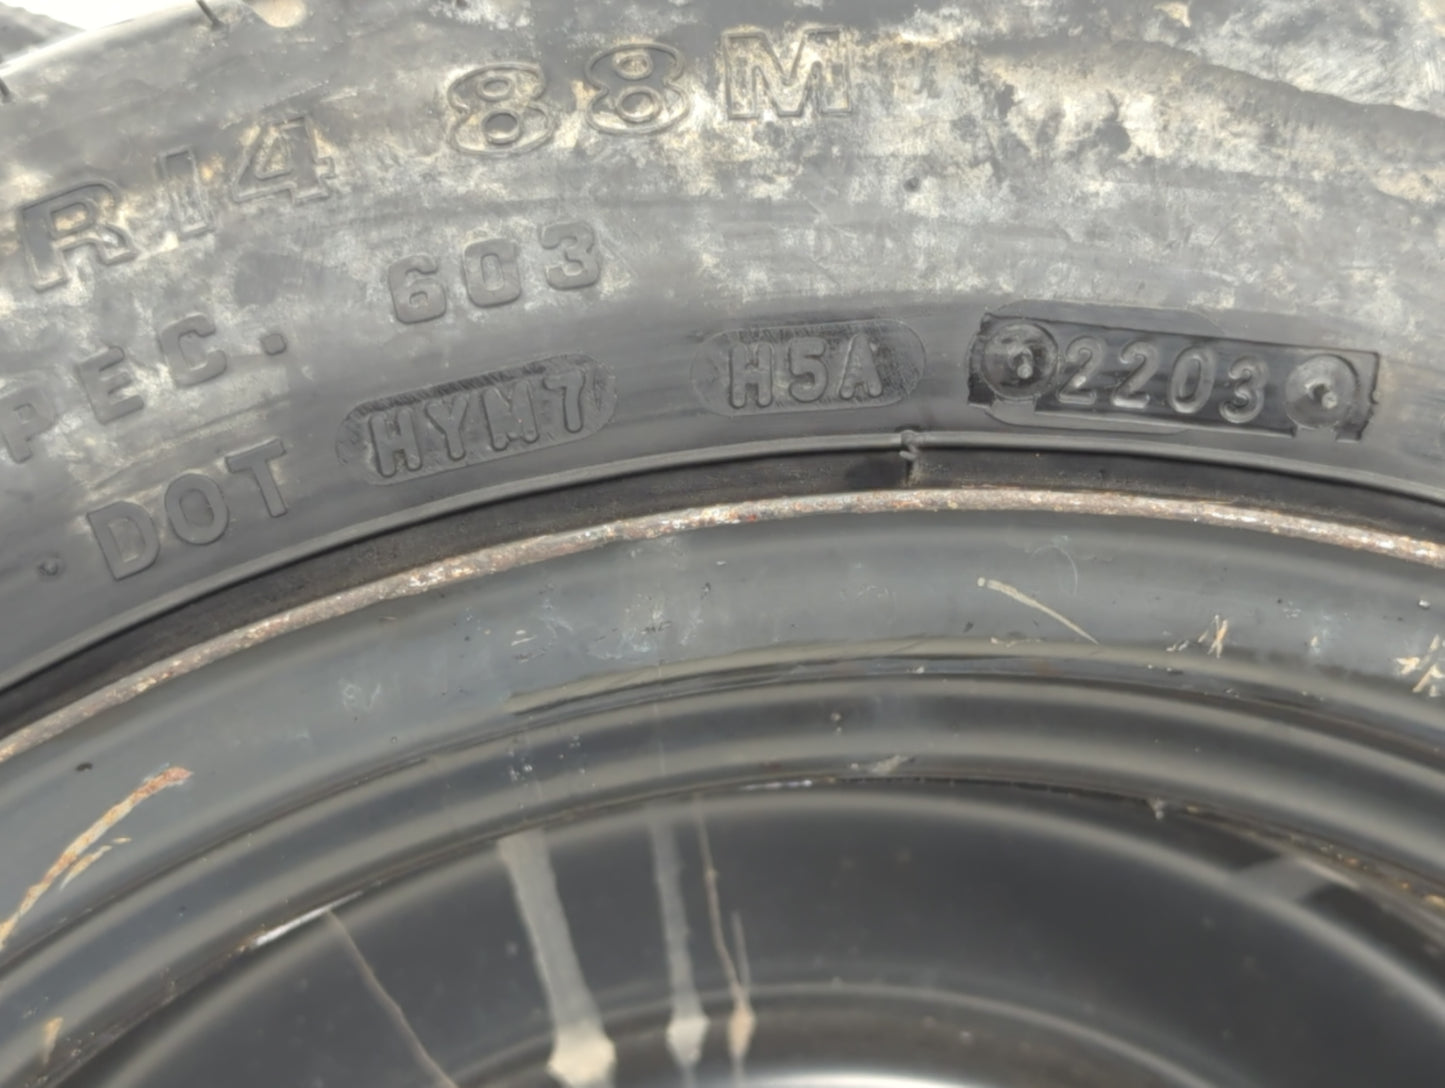 R14 88M
PEC. 603
DOT HYM7 H5A 2203